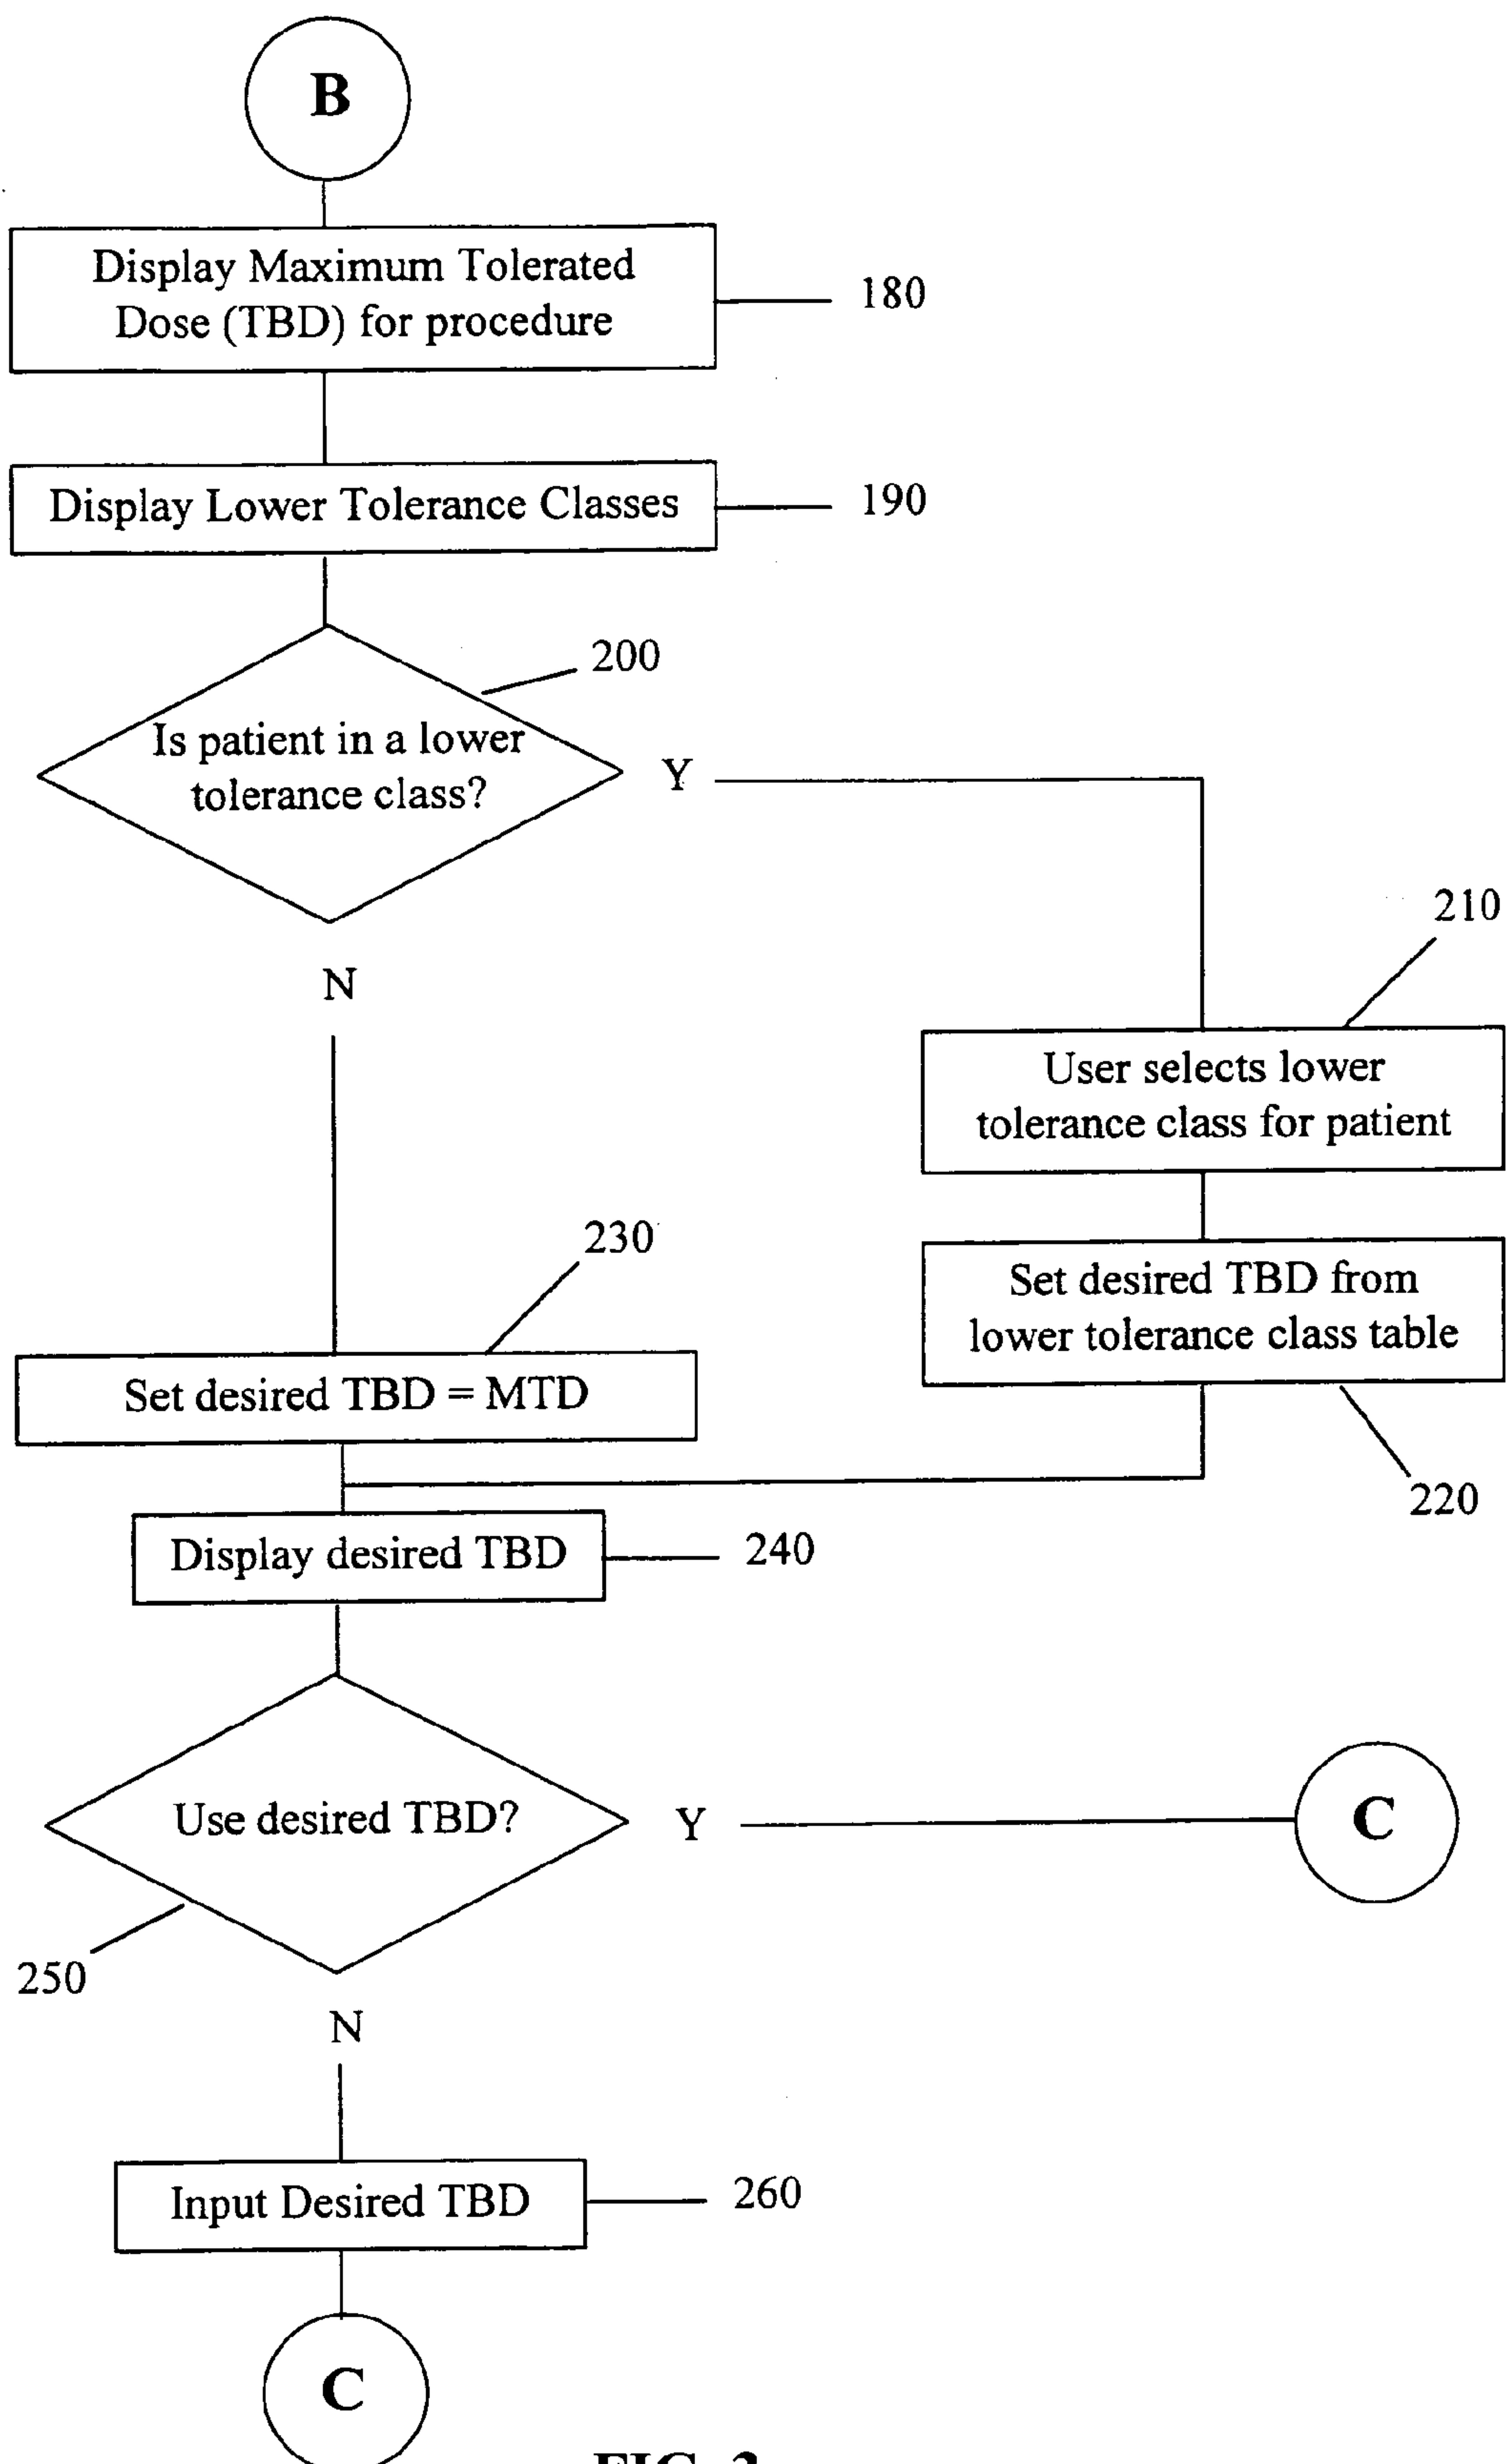 B
Display Maximum Tolerated
Dose (TBD) for procedure
180
Display Lower Tolerance Classes
190
200
Is patient in a lower
tolerance class?
Y
N
210
User selects lower
tolerance class for patient
230
Set desired TBD from
lower tolerance class table
Set desired TBD = MTD
220
Display desired TBD
240
Use desired TBD?
Y
C
250
N
Input Desired TBD
260
C